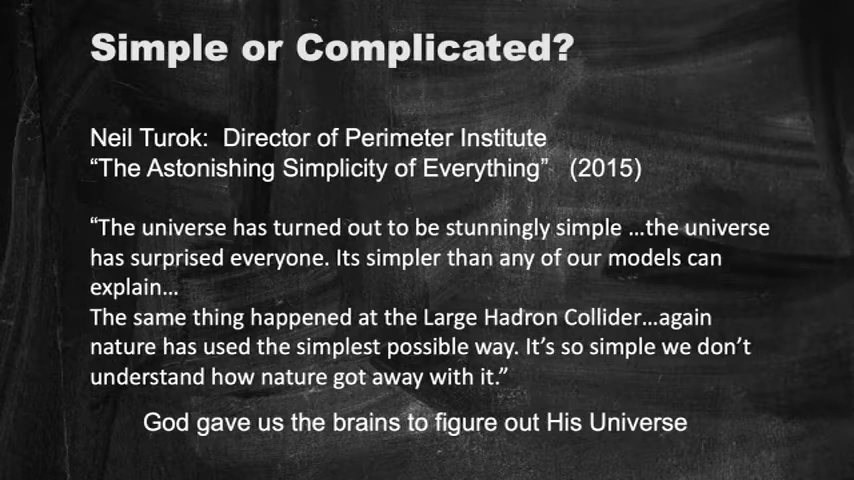 Simple or Complicated?
Neil Turok: Director of Perimeter Institute
“The Astonishing Simplicity of Everything” (2015)
“The universe has turned out to be stunningly simple …the universe
has surprised everyone. Its simpler than any of our models can
explain…
The same thing happened at the Large Hadron Collider…again
nature has used the simplest possible way. It’s so simple we don’t
understand how nature got away with it.”
God gave us the brains to figure out His Universe